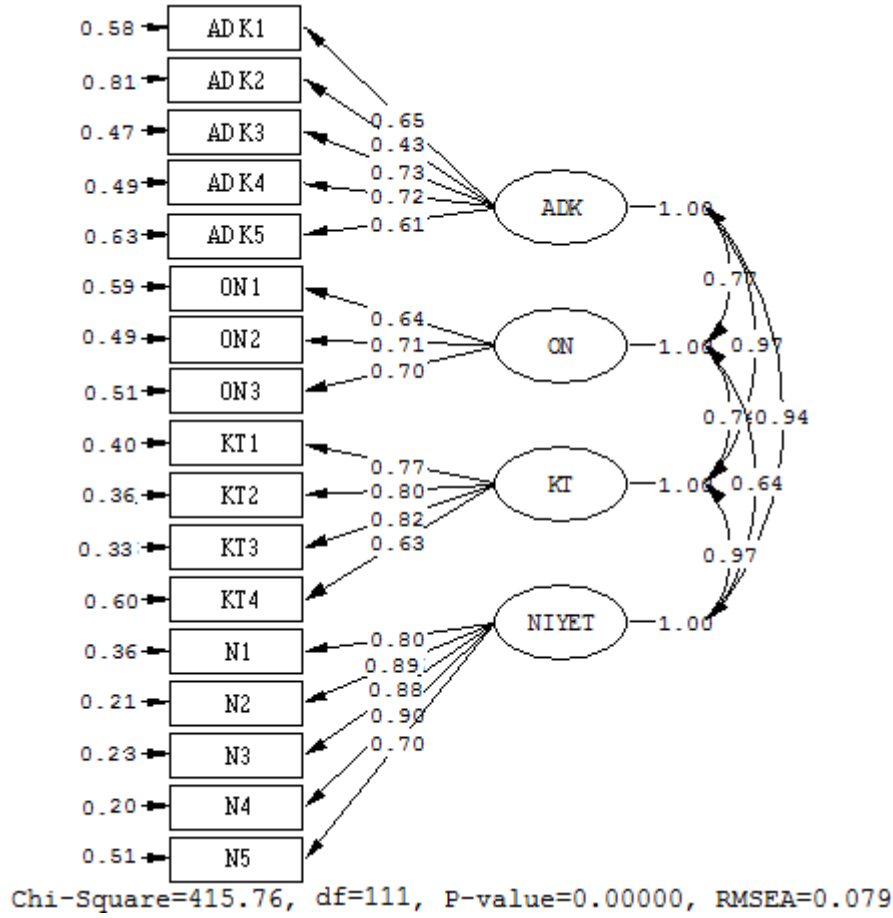 0.58 ADK1
0.81 ADK2
0.65
0.47 ADK3
0.43
0.73
0.49 ADK4
0.72
ADK 1.00
0.63 ADK5
0.61
0.59 ON1
0.77
0.64
0.49 ON2
0.71
ON 1.00 0.97
0.70
0.51 ON3
0.40 KT1
0.94
0.77
0.36 KT2
0.80
KT 1.00 0.64
0.82
0.33 KT3
0.63
0.97
0.60 KT4
NIYET 1.00
0.80
0.36 N1
0.89
0.88
0.21 N2
0.90
0.70
0.23 N3
0.20 N4
0.51 N5
Chi-Square=415.76, df=111, P-value=0.00000, RMSEA=0.079